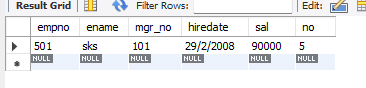 Result Grid Filter Rows: Edit:
empno ename mgr_no hiredate sal no
501 sks 101 29/2/2008 90000 5
NULL NULL NULL NULL NULL NULL